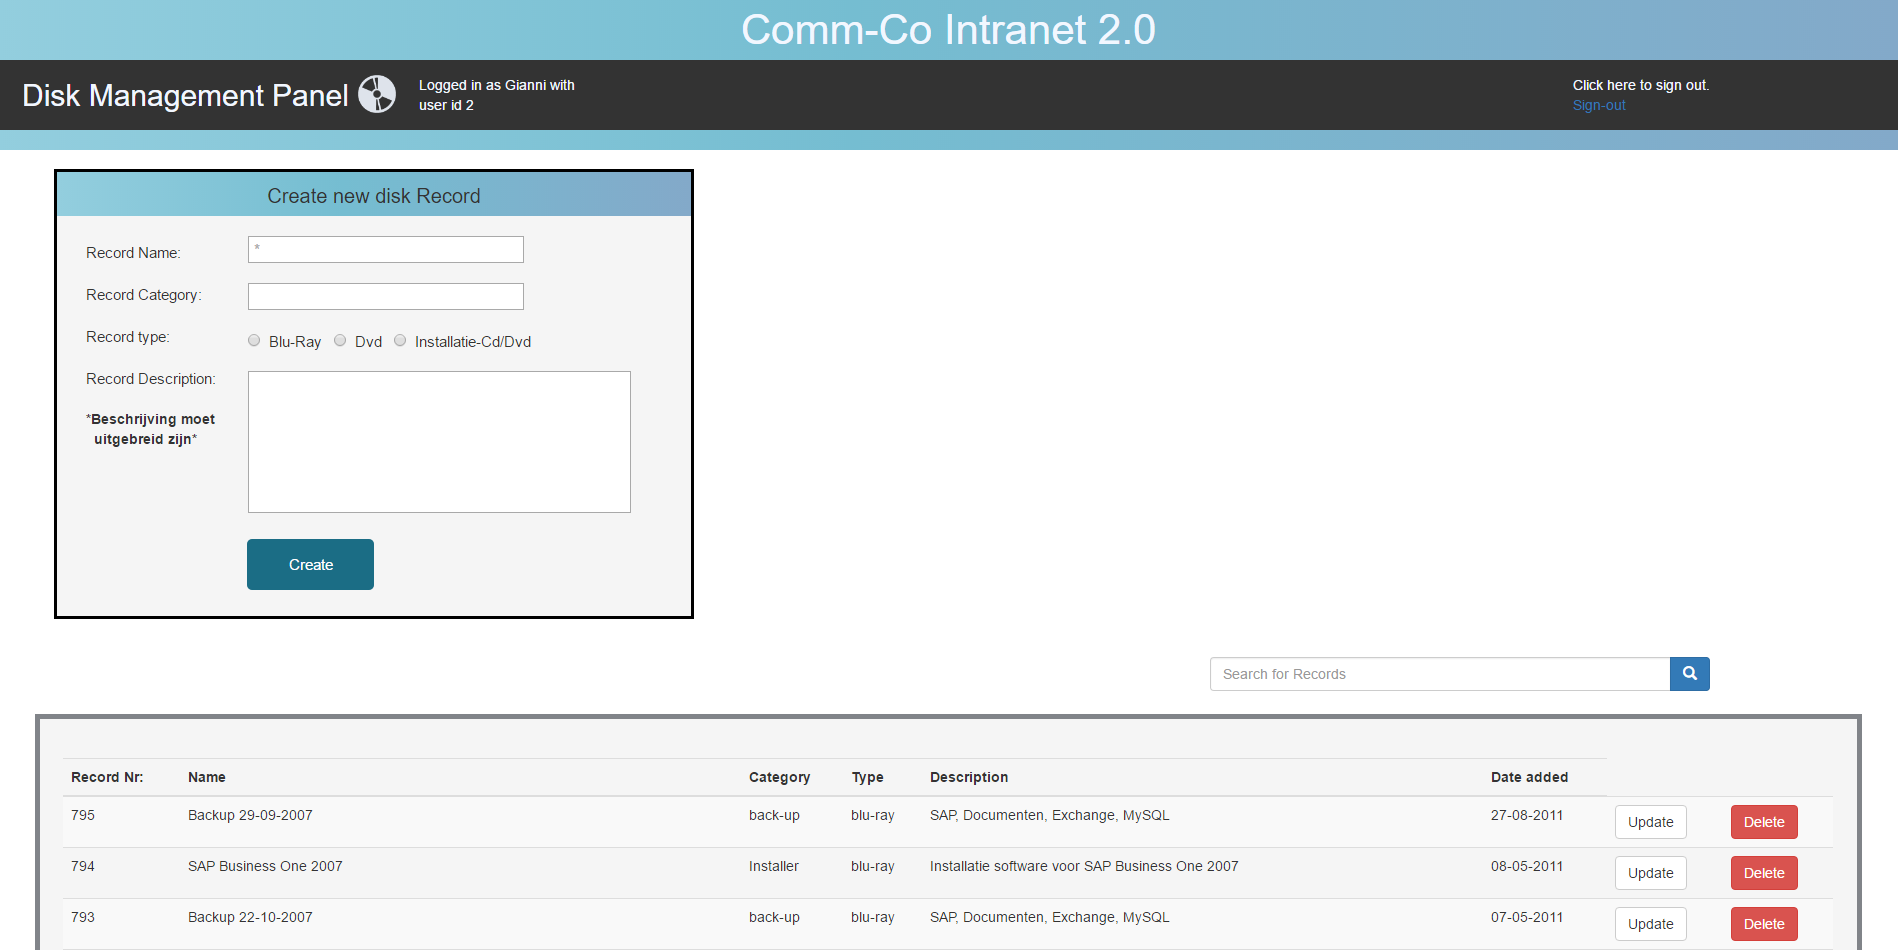 Comm-Co Intranet 2.0
Disk Management Panel
Logged in as Gianni with
user id 2
Click here to sign out.
Sign-out
Create new disk Record
Record Name: *
Record Category:
Record type: Blu-Ray Dvd Installatie-Cd/Dvd
Record Description:
*Beschrijving moet
uitgebreid zijn*
Create
Search for Records
Record Nr: Name Category Type Description Date added
795 Backup 29-09-2007 back-up blu-ray SAP, Documenten, Exchange, MySQL 27-08-2011 Update Delete
794 SAP Business One 2007 Installer blu-ray Installatie software voor SAP Business One 2007 08-05-2011 Update Delete
793 Backup 22-10-2007 back-up blu-ray SAP, Documenten, Exchange, MySQL 07-05-2011 Update Delete